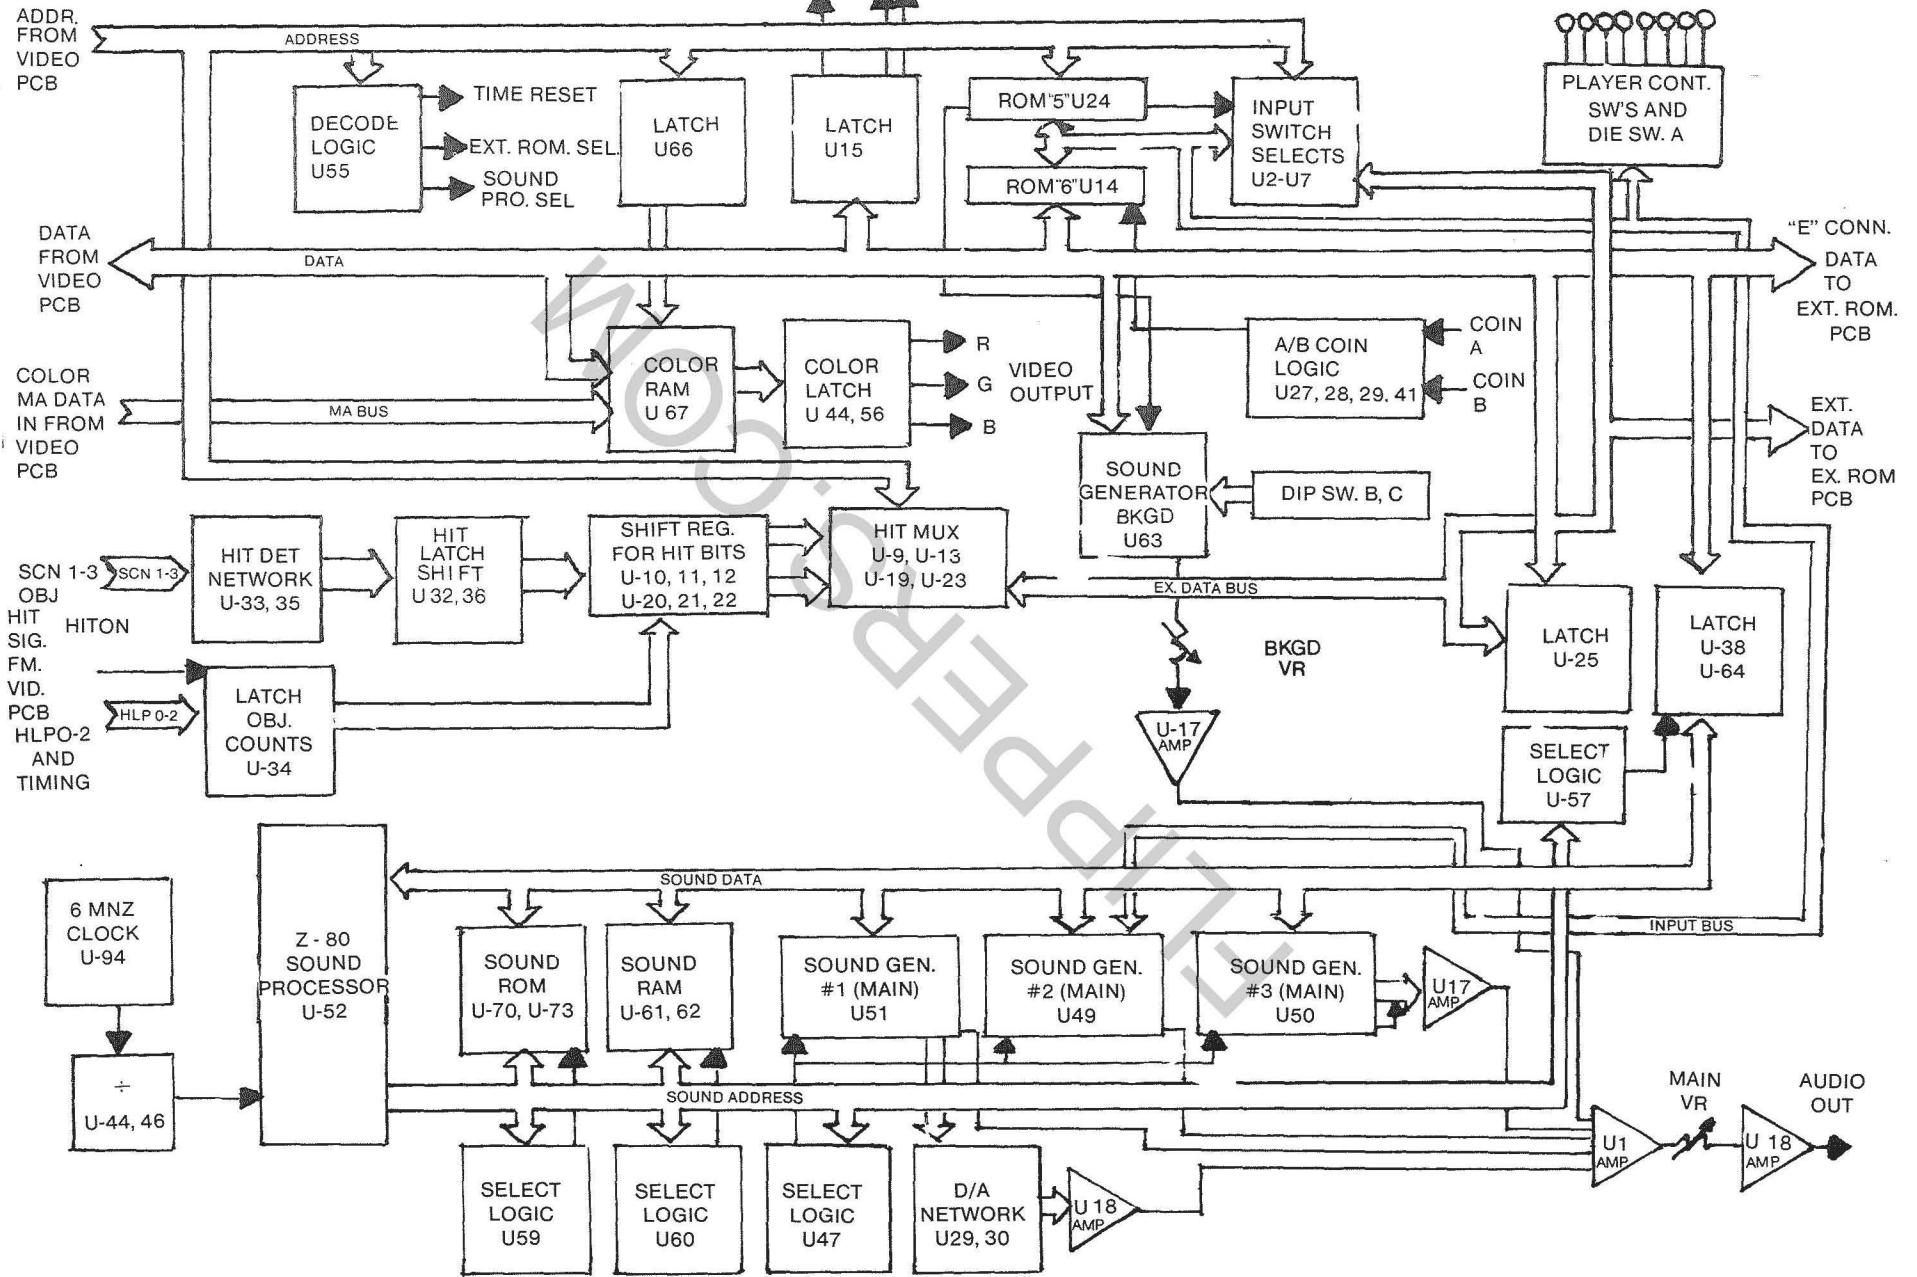 ADDR.
FROM
VIDEO
PCB
ADDRESS
DECODE
LOGIC
U55
TIME RESET
EXT. ROM. SEL.
SOUND
PRO. SEL
LATCH
U66
LATCH
U15
ROM "5" U24
ROM "6" U14
INPUT
SWITCH
SELECTS
U2-U7
PLAYER CONT.
SW'S AND
DIE SW. A
DATA
FROM
VIDEO
PCB
DATA
"E" CONN.
DATA
TO
EXT. ROM.
PCB
COLOR
MA DATA
IN FROM
VIDEO
PCB
MA BUS
COLOR
RAM
U 67
COLOR
LATCH
U 44, 56
R
G
B
VIDEO
OUTPUT
A/B COIN
LOGIC
U27, 28, 29. 41
COIN
A
COIN
B
EXT.
DATA
TO
EX. ROM
PCB
SOUND
GENERATOR
BKGD
U63
DIP SW. B, C
SCN 1-3
OBJ
HIT
SIG.
FM.
VID.
PCB
SCN 1-3
HITON
HIT DET
NETWORK
U-33, 35
HIT
LATCH
SHIFT
U 32, 36
SHIFT REG.
FOR HIT BITS
U-10, 11, 12
U-20, 21, 22
HIT MUX
U-9, U-13
U-19, U-23
EX. DATA BUS
LATCH
U-25
LATCH
U-38
U-64
HLP 0-2
HLPO-2
AND
TIMING
LATCH
OBJ.
COUNTS
U-34
BKGD
VR
U-17
AMP
SELECT
LOGIC
U-57
6 MNZ
CLOCK
U-94
÷
U-44, 46
Z - 80
SOUND
PROCESSOR
U-52
SOUND DATA
INPUT BUS
SOUND
ROM
U-70, U-73
SOUND
RAM
U-61, 62
SOUND GEN.
#1 (MAIN)
U51
SOUND GEN.
#2 (MAIN)
U49
SOUND GEN.
#3 (MAIN)
U50
U17
AMP
SOUND ADDRESS
SELECT
LOGIC
U59
SELECT
LOGIC
U60
SELECT
LOGIC
U47
D/A
NETWORK
U29, 30
U 18
AMP
U1
AMP
MAIN
VR
U 18
AMP
AUDIO
OUT
FLIPPERS.COM